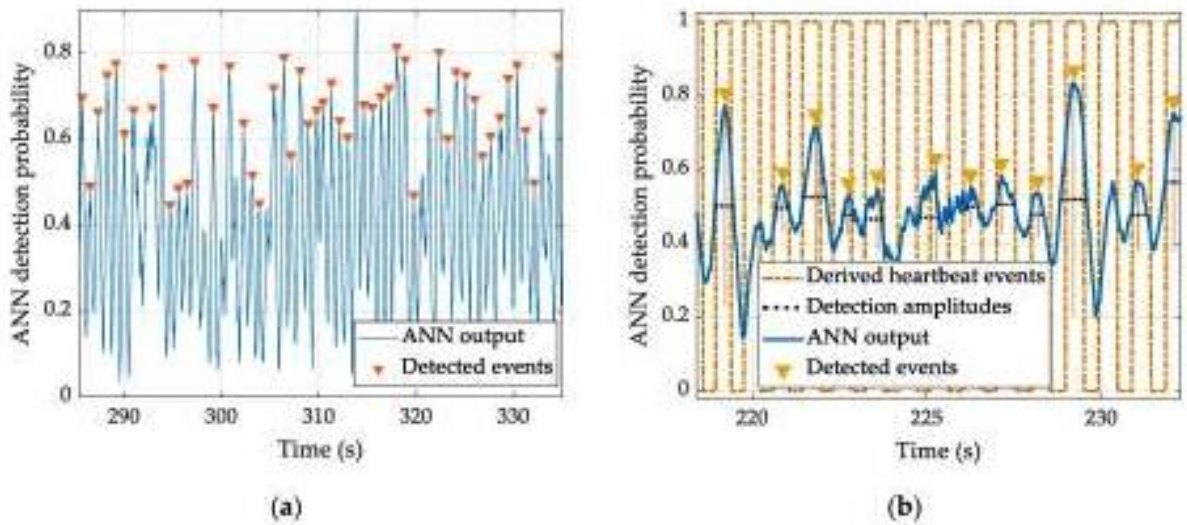 ANN detection probability
0.8
0.6
0.4
0.2
0
ANN output
Detected events
290
300
310
320
330
Time (s)
(a)
ANN detection probability
1
0.8
0.6
0.4
0.2
0
Derived heartbeat events
Detection amplitudes
ANN output
Detected events
220
225
230
Time (s)
(b)